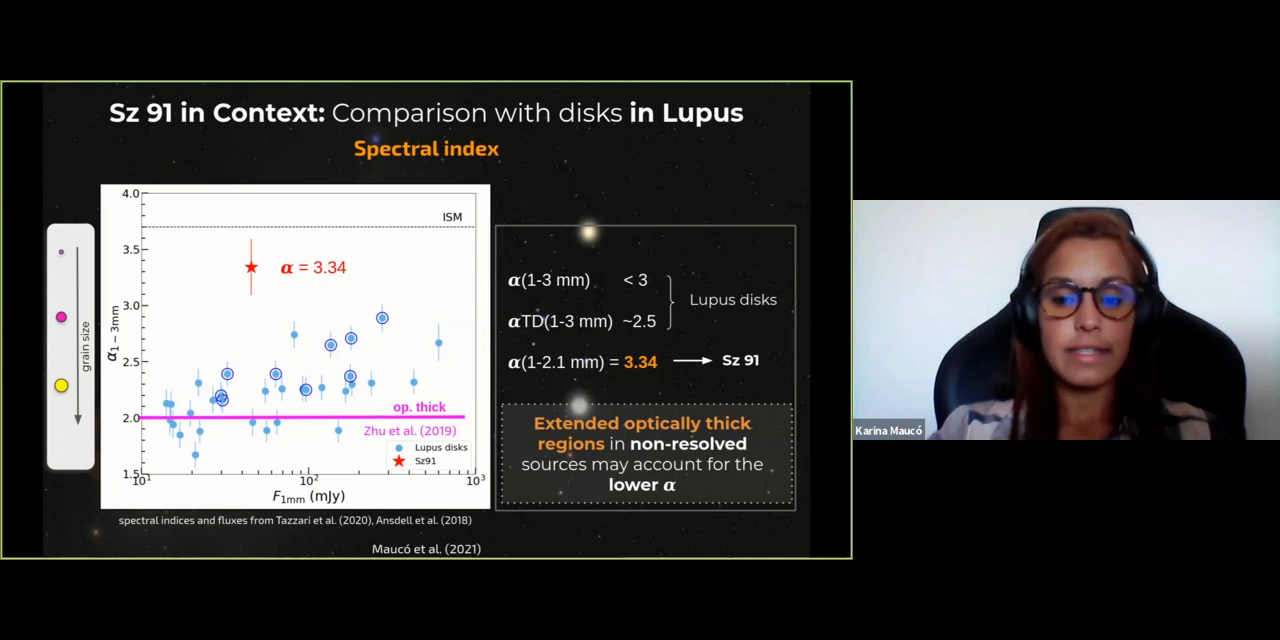 Sz 91 in Context: Comparison with disks in Lupus
Spectral index
4.0
3.5
3.0
2.5
2.0
1.5
α1−3mm
ISM
α = 3.34
op. thick
Zhu et al. (2019)
Lupus disks
Sz91
10¹
10²
10³
F1mm (mJy)
grain size
α(1-3 mm) < 3
αTD(1-3 mm) ~2.5
Lupus disks
α(1-2.1 mm) = 3.34
Sz 91
Extended optically thick
regions in non-resolved
sources may account for the
lower α
spectral indices and fluxes from Tazzari et al. (2020), Ansdell et al. (2018)
Maucó et al. (2021)
Karina Maucó